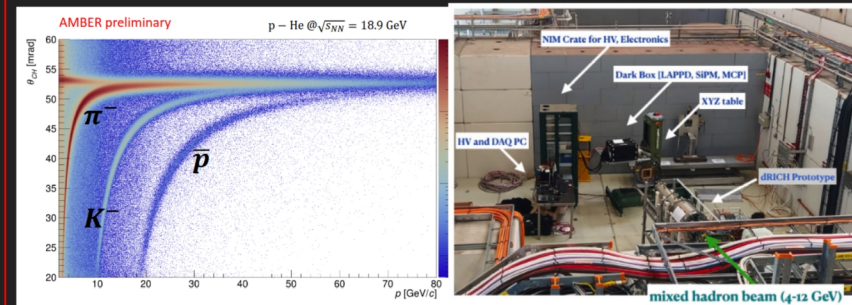 AMBER preliminary
p − He @√sNN = 18.9 GeV
θCH [mrad]
60
55
50
45
40
35
30
25
20
π−
p̅
K−
10
20
30
40
50
60
70
80
p [GeV/c]
NIM Crate for HV, Electronics
Dark Box [LAPPD, SiPM, MCP]
XYZ table
HV and DAQ PC
dRICH Prototype
mixed hadron beam (4-12 GeV)